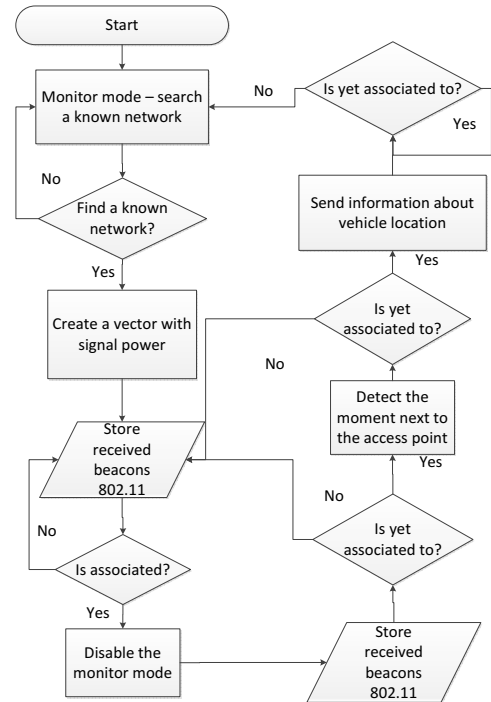 Start
Monitor mode – search
a known network
No
Find a known
network?
Yes
Create a vector with
signal power
Store
received
beacons
802.11
No
Is associated?
Yes
Disable the
monitor mode
Store
received
beacons
802.11
Is yet
associated to?
No
Yes
Detect the
moment next to
the access point
Is yet
associated to?
No
Yes
Send information about
vehicle location
Is yet associated to?
No
Yes